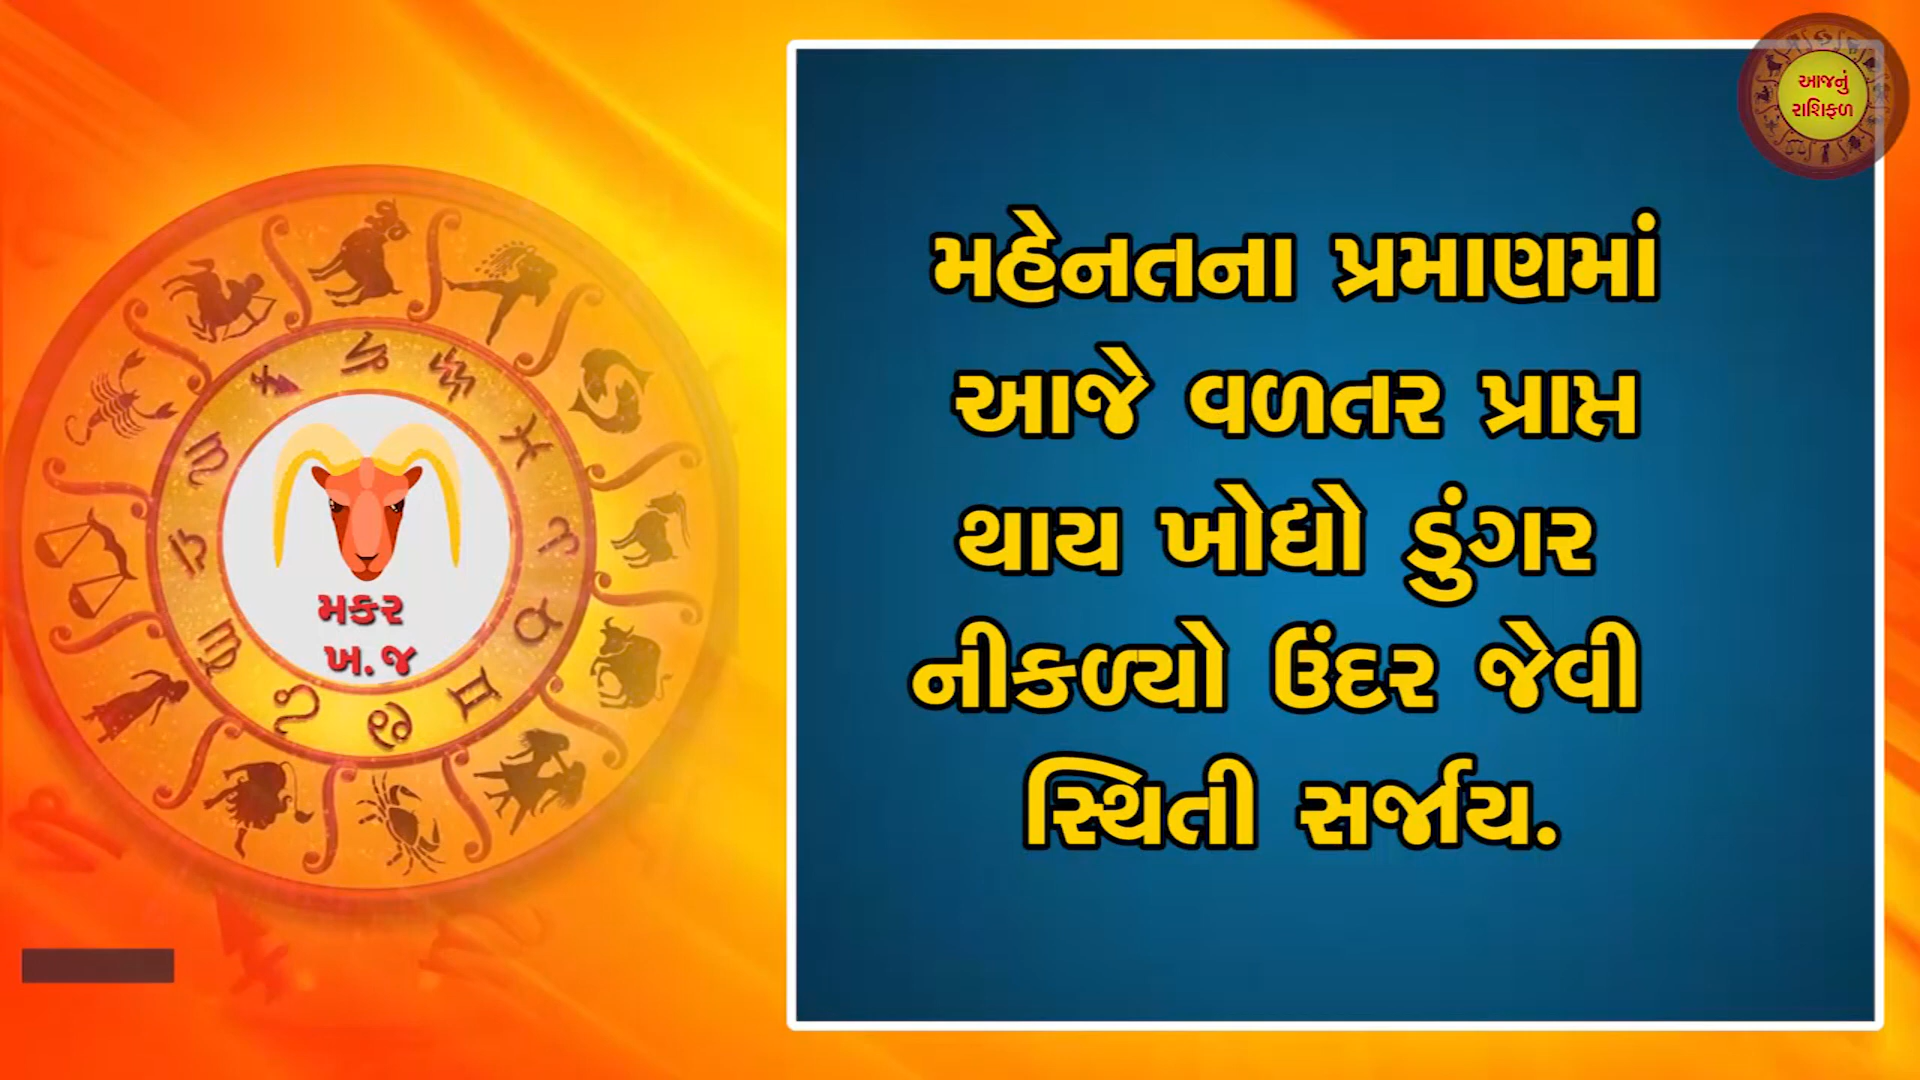 આજનું
રાશિફળ
મહેનતના પ્રમાણમાં
આજે વળતર પ્રાપ્ત
થાય ખોદ્યો ડુંગર
નીકળ્યો ઉંદર જેવી
સ્થિતી સર્જાય.
મકર
ખ.જ